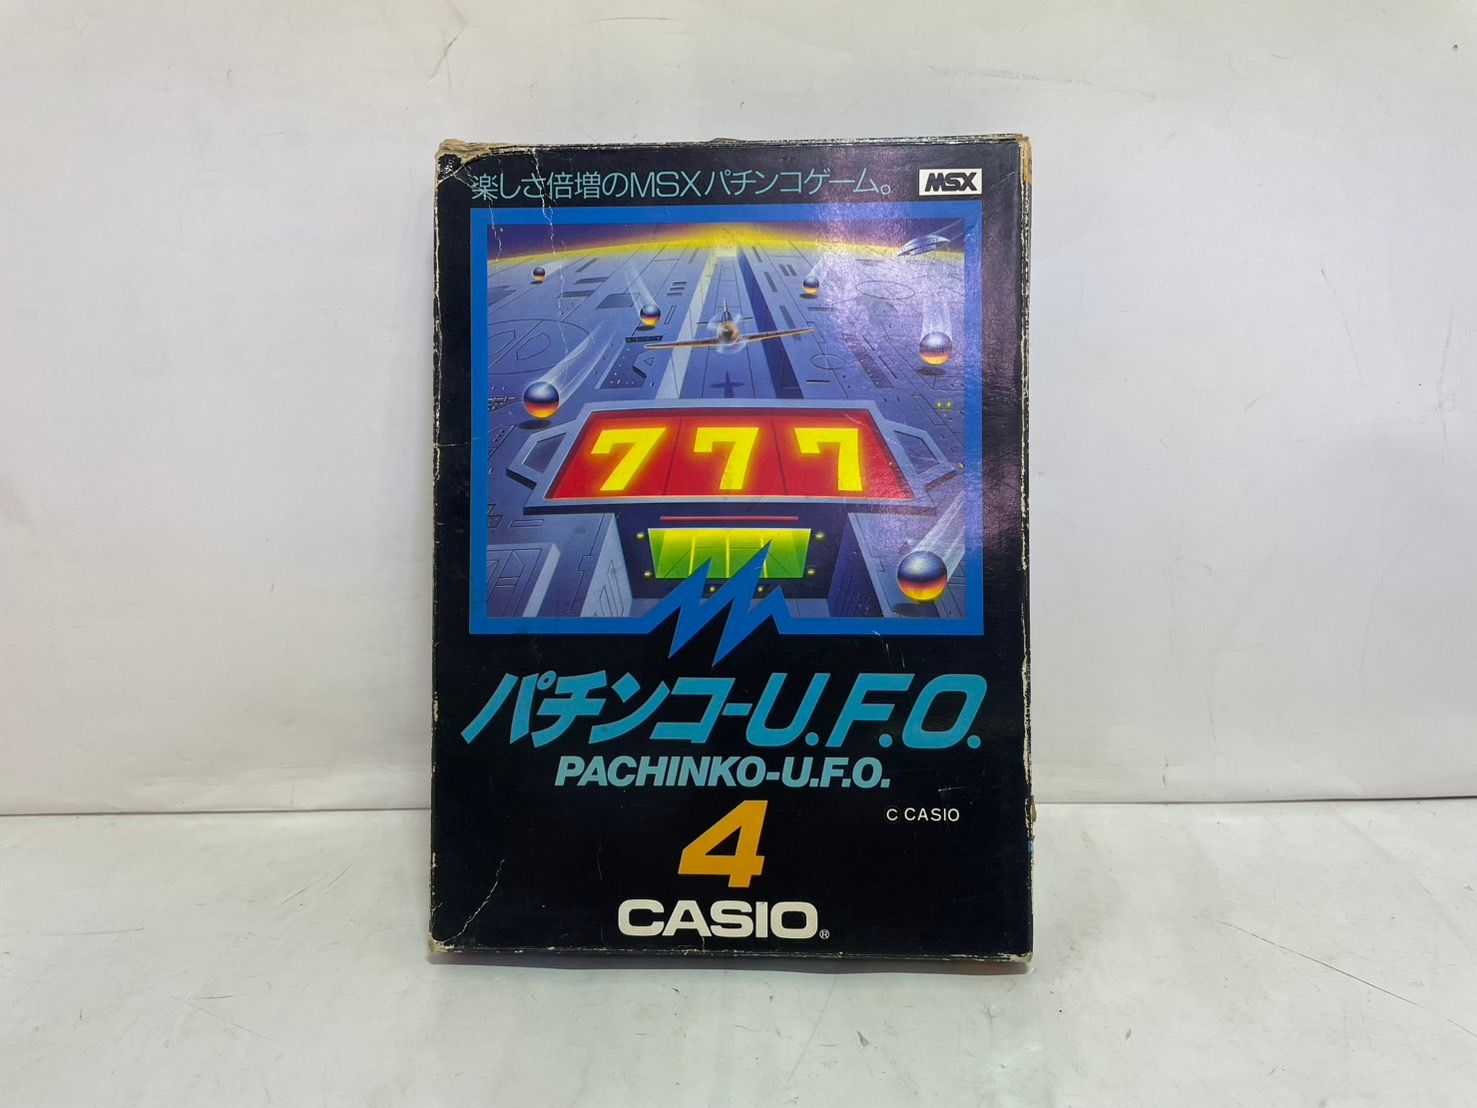 楽しさ倍増のMSXパチンコゲーム。
MSX
777
パチンコ-U.F.O.
PACHINKO-U.F.O.
C CASIO
4
CASIO®